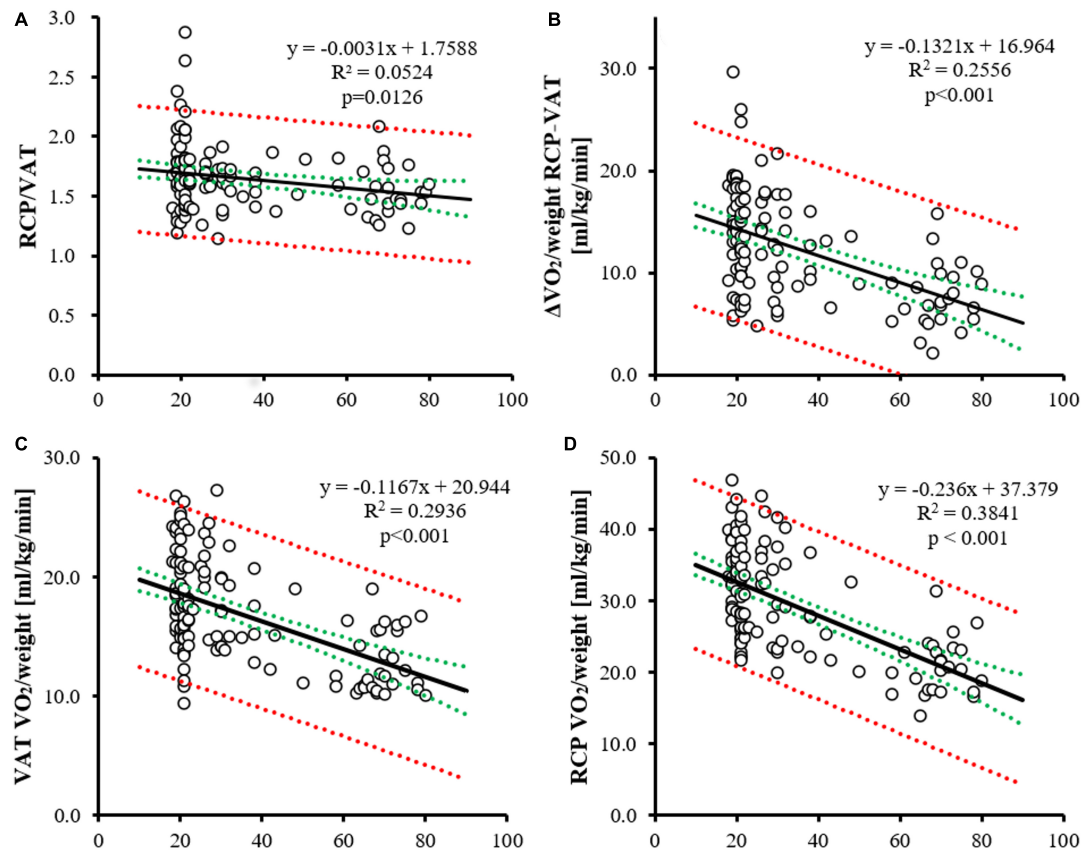 A
3.0
2.5
2.0
1.5
1.0
0.5
0.0
RCP/VAT
y = -0.0031x + 1.7588
R² = 0.0524
p=0.0126
0 20 40 60 80 100
B
30.0
20.0
10.0
0.0
ΔVO₂/weight RCP-VAT
[ml/kg/min]
y = -0.1321x + 16.964
R² = 0.2556
p<0.001
0 20 40 60 80 100
C
30.0
20.0
10.0
0.0
VAT VO₂/weight [ml/kg/min]
y = -0.1167x + 20.944
R² = 0.2936
p<0.001
0 20 40 60 80 100
D
50.0
40.0
30.0
20.0
10.0
0.0
RCP VO₂/weight [ml/kg/min]
y = -0.236x + 37.379
R² = 0.3841
p < 0.001
0 20 40 60 80 100